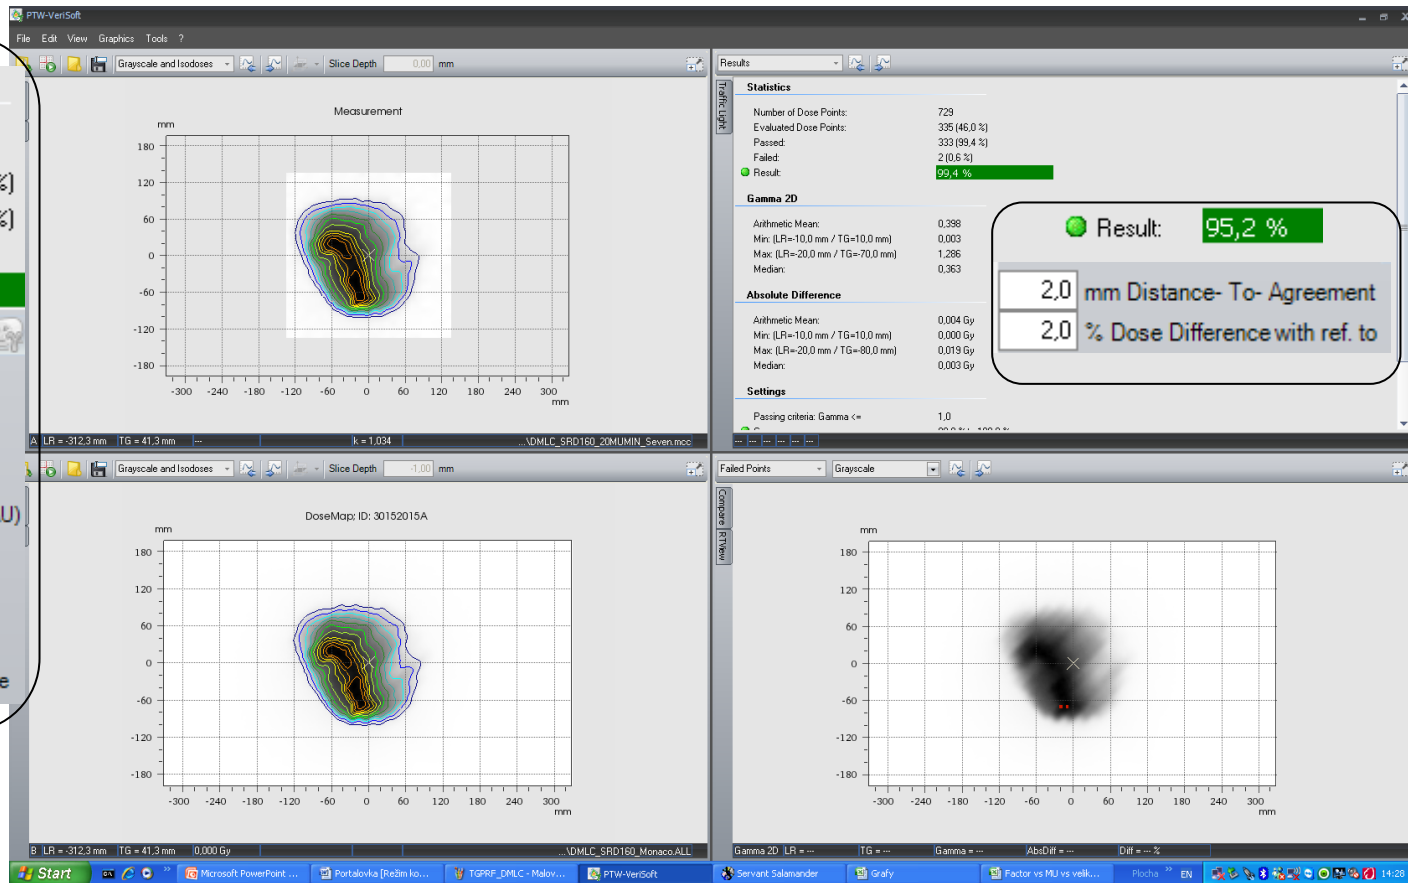 PTW-VeriSoft
File Edit View Graphics Tools ?
Grayscale and Isodoses Slice Depth 0,00 mm
Measurement
mm
180
120
60
0
-60
-120
-180
-300 -240 -180 -120 -60 0 60 120 180 240 300
mm
A LR = -312,3 mm TG = 41,3 mm --- k = 1,034 ...\DMLC_SRD160_20MUMIN_Seven.mcc
%)
%)
AU)
e
Results
Traffic Light
Statistics
Number of Dose Points: 729
Evaluated Dose Points: 335 (46,0 %)
Passed: 333 (99,4 %)
Failed: 2 (0,6 %)
Result: 99,4 %
Gamma 2D
Arithmetic Mean: 0,398
Min: (LR=-10,0 mm / TG=10,0 mm) 0,003
Max: (LR=-20,0 mm / TG=-70,0 mm) 1,286
Median: 0,363
Absolute Difference
Arithmetic Mean: 0,004 Gy
Min: (LR=-10,0 mm / TG=10,0 mm) 0,000 Gy
Max: (LR=-20,0 mm / TG=-80,0 mm) 0,019 Gy
Median: 0,003 Gy
Settings
Passing criteria: Gamma <= 1,0
Result: 95,2 %
2,0 mm Distance- To- Agreement
2,0 % Dose Difference with ref. to
--- --- --- --- --- ---
Grayscale and Isodoses Slice Depth -1,00 mm
DoseMap; ID: 30152015A
mm
180
120
60
0
-60
-120
-180
-300 -240 -180 -120 -60 0 60 120 180 240 300
mm
B LR = -312,3 mm TG = 41,3 mm 0,000 Gy ...\DMLC_SRD160_Monaco.ALL
Failed Points Grayscale
Compare RTView
mm
180
120
60
0
-60
-120
-180
-300 -240 -180 -120 -60 0 60 120 180 240 300
mm
Gamma 2D LR = --- TG = --- Gamma = --- AbsDiff = --- Diff = --- %
Start Microsoft PowerPoint ... Portalovka [Režim ko... TGPRF_DMLC - Malov... PTW-VeriSoft Servant Salamander Grafy Factor vs MU vs velik... Plocha EN 14:28